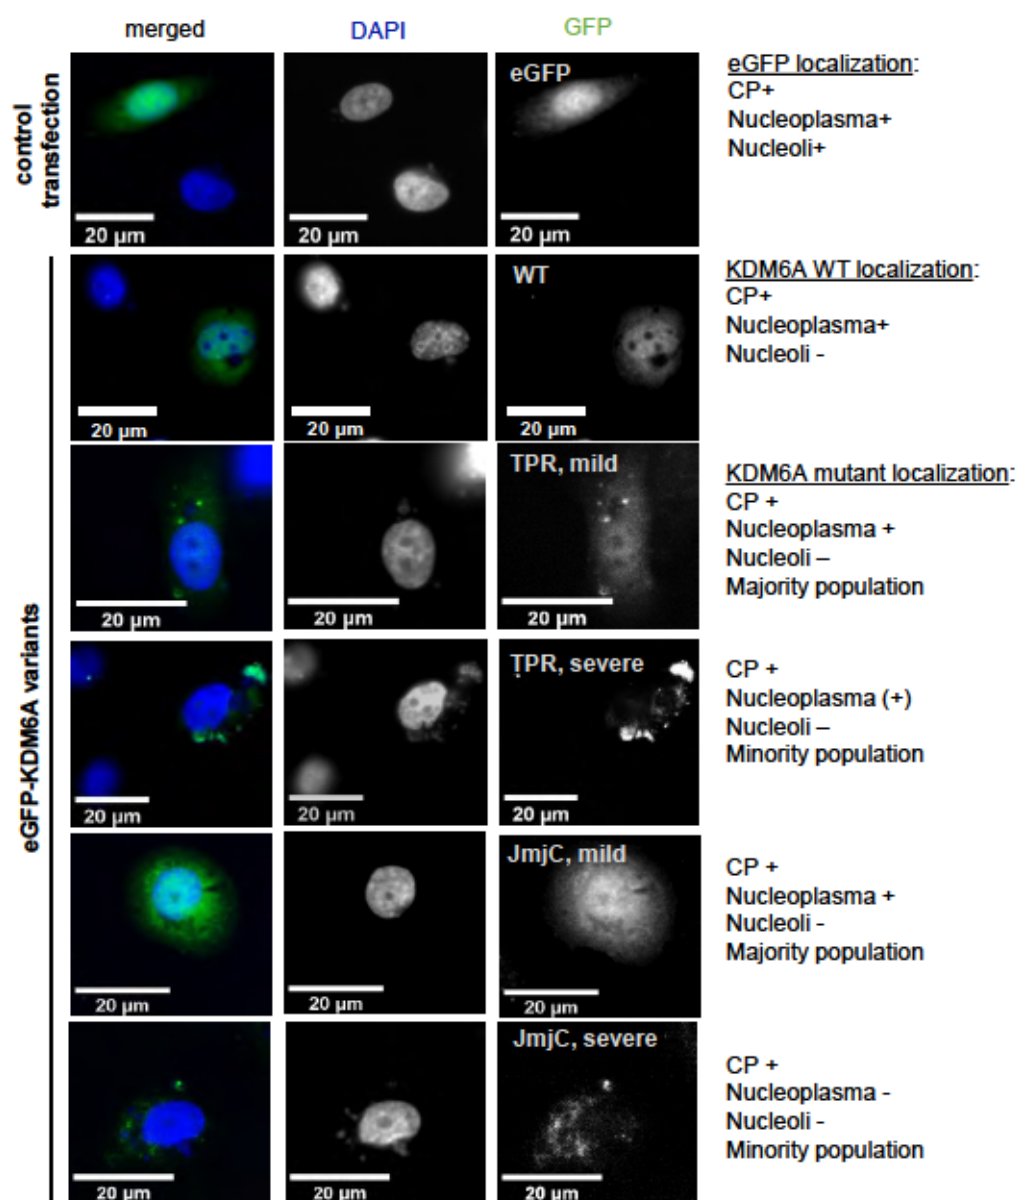 merged DAPI GFP
control
transfection
eGFP
20 µm 20 µm 20 µm
eGFP localization:
CP+
Nucleoplasma+
Nucleoli+
eGFP-KDM6A variants
WT
20 µm 20 µm 20 µm
KDM6A WT localization:
CP+
Nucleoplasma+
Nucleoli -
TPR, mild
20 µm 20 µm 20 µm
KDM6A mutant localization:
CP +
Nucleoplasma +
Nucleoli –
Majority population
TPR, severe
20 µm 20 µm 20 µm
CP +
Nucleoplasma (+)
Nucleoli –
Minority population
JmjC, mild
20 µm 20 µm 20 µm
CP +
Nucleoplasma +
Nucleoli -
Majority population
JmjC, severe
20 µm 20 µm 20 µm
CP +
Nucleoplasma -
Nucleoli -
Minority population